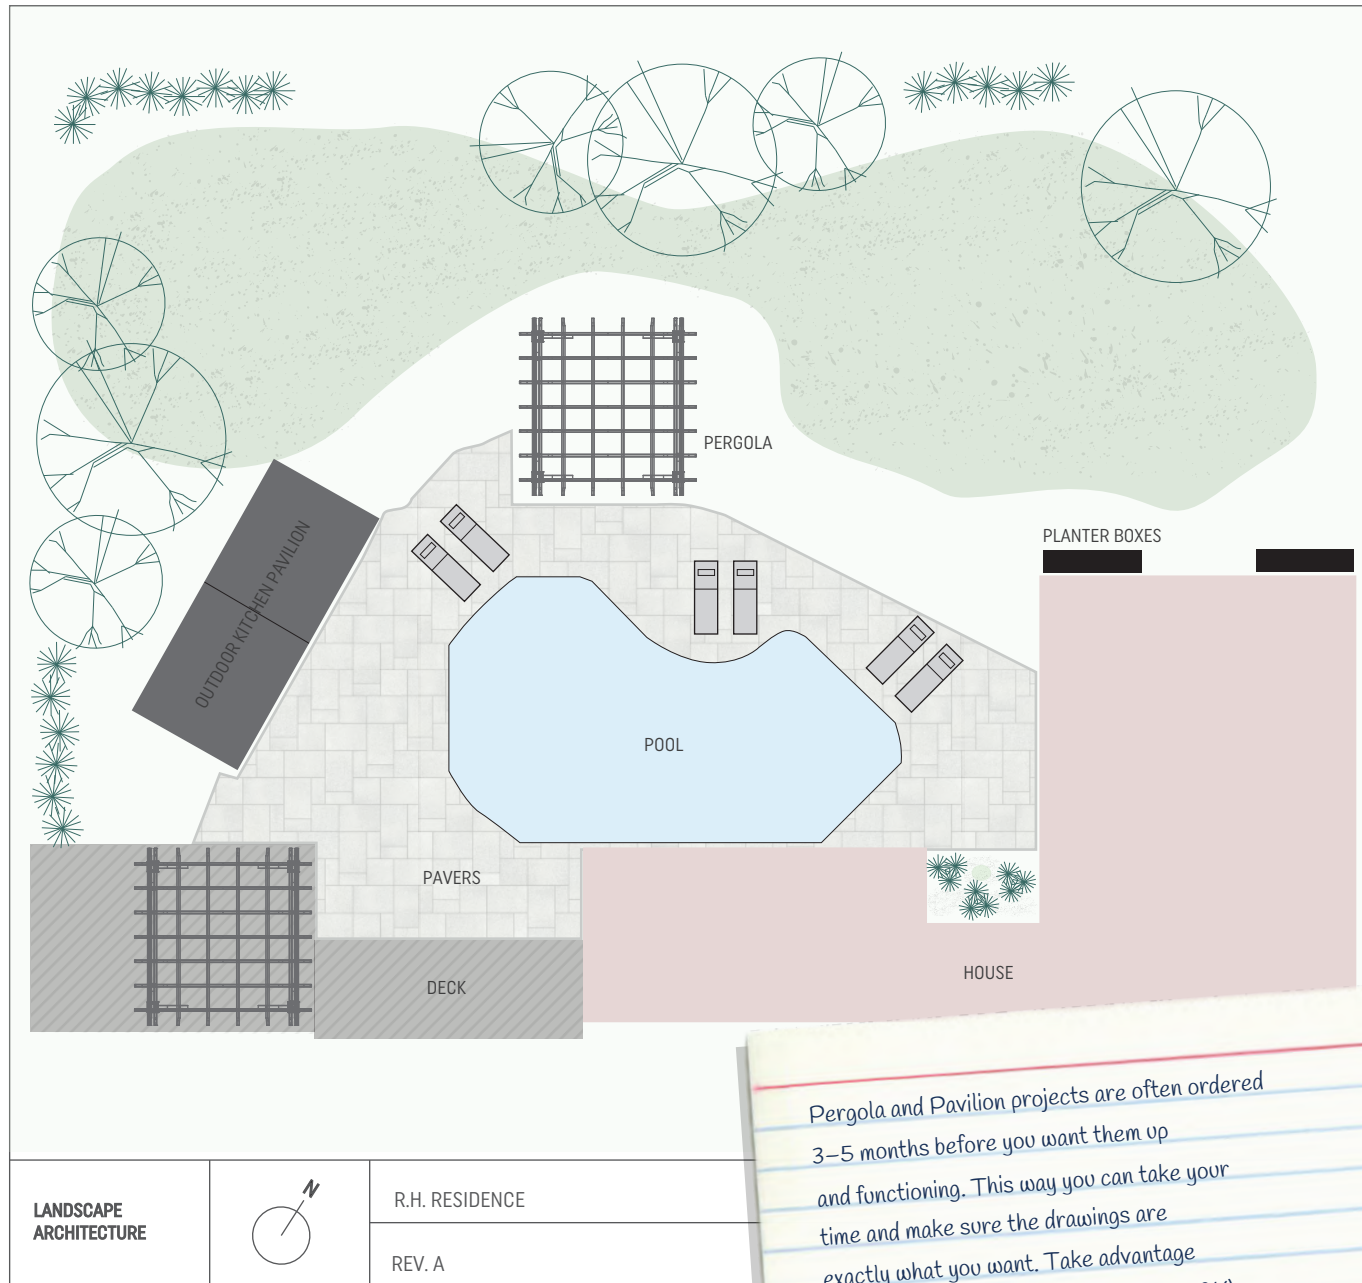 PERGOLA
PLANTER BOXES
OUTDOOR KITCHEN PAVILION
POOL
PAVERS
DECK
HOUSE
Pergola and Pavilion projects are often ordered
3–5 months before you want them up
and functioning. This way you can take your
time and make sure the drawings are
exactly what you want. Take advantage
LANDSCAPE
ARCHITECTURE
N
R.H. RESIDENCE
REV. A